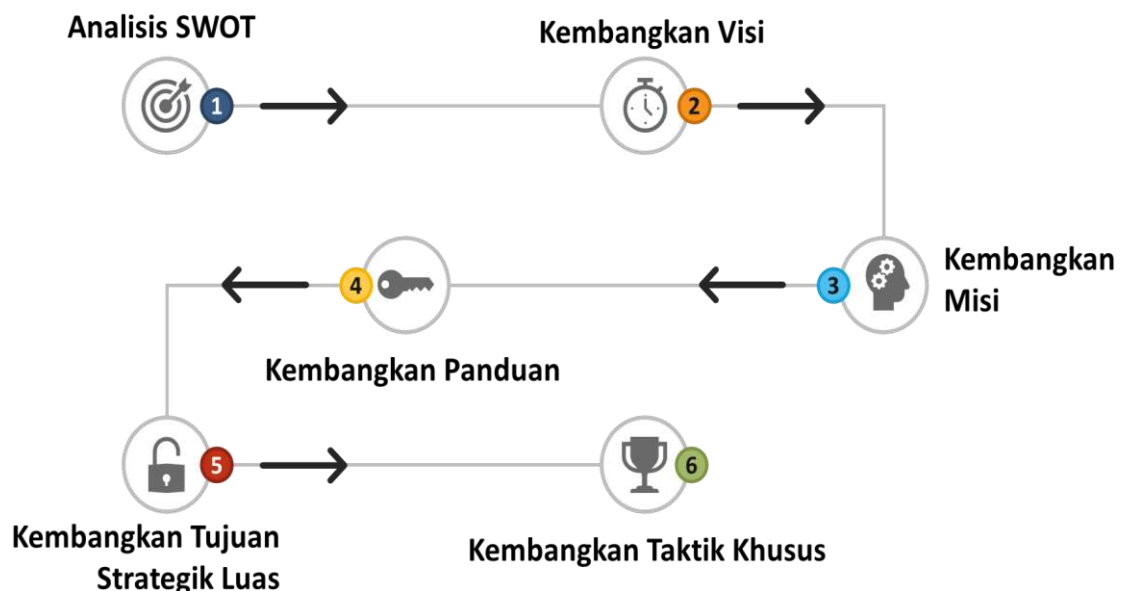 Analisis SWOT
1
Kembangkan Visi
2
Kembangkan
Misi
3
4
Kembangkan Panduan
5
Kembangkan Tujuan
Strategik Luas
6
Kembangkan Taktik Khusus